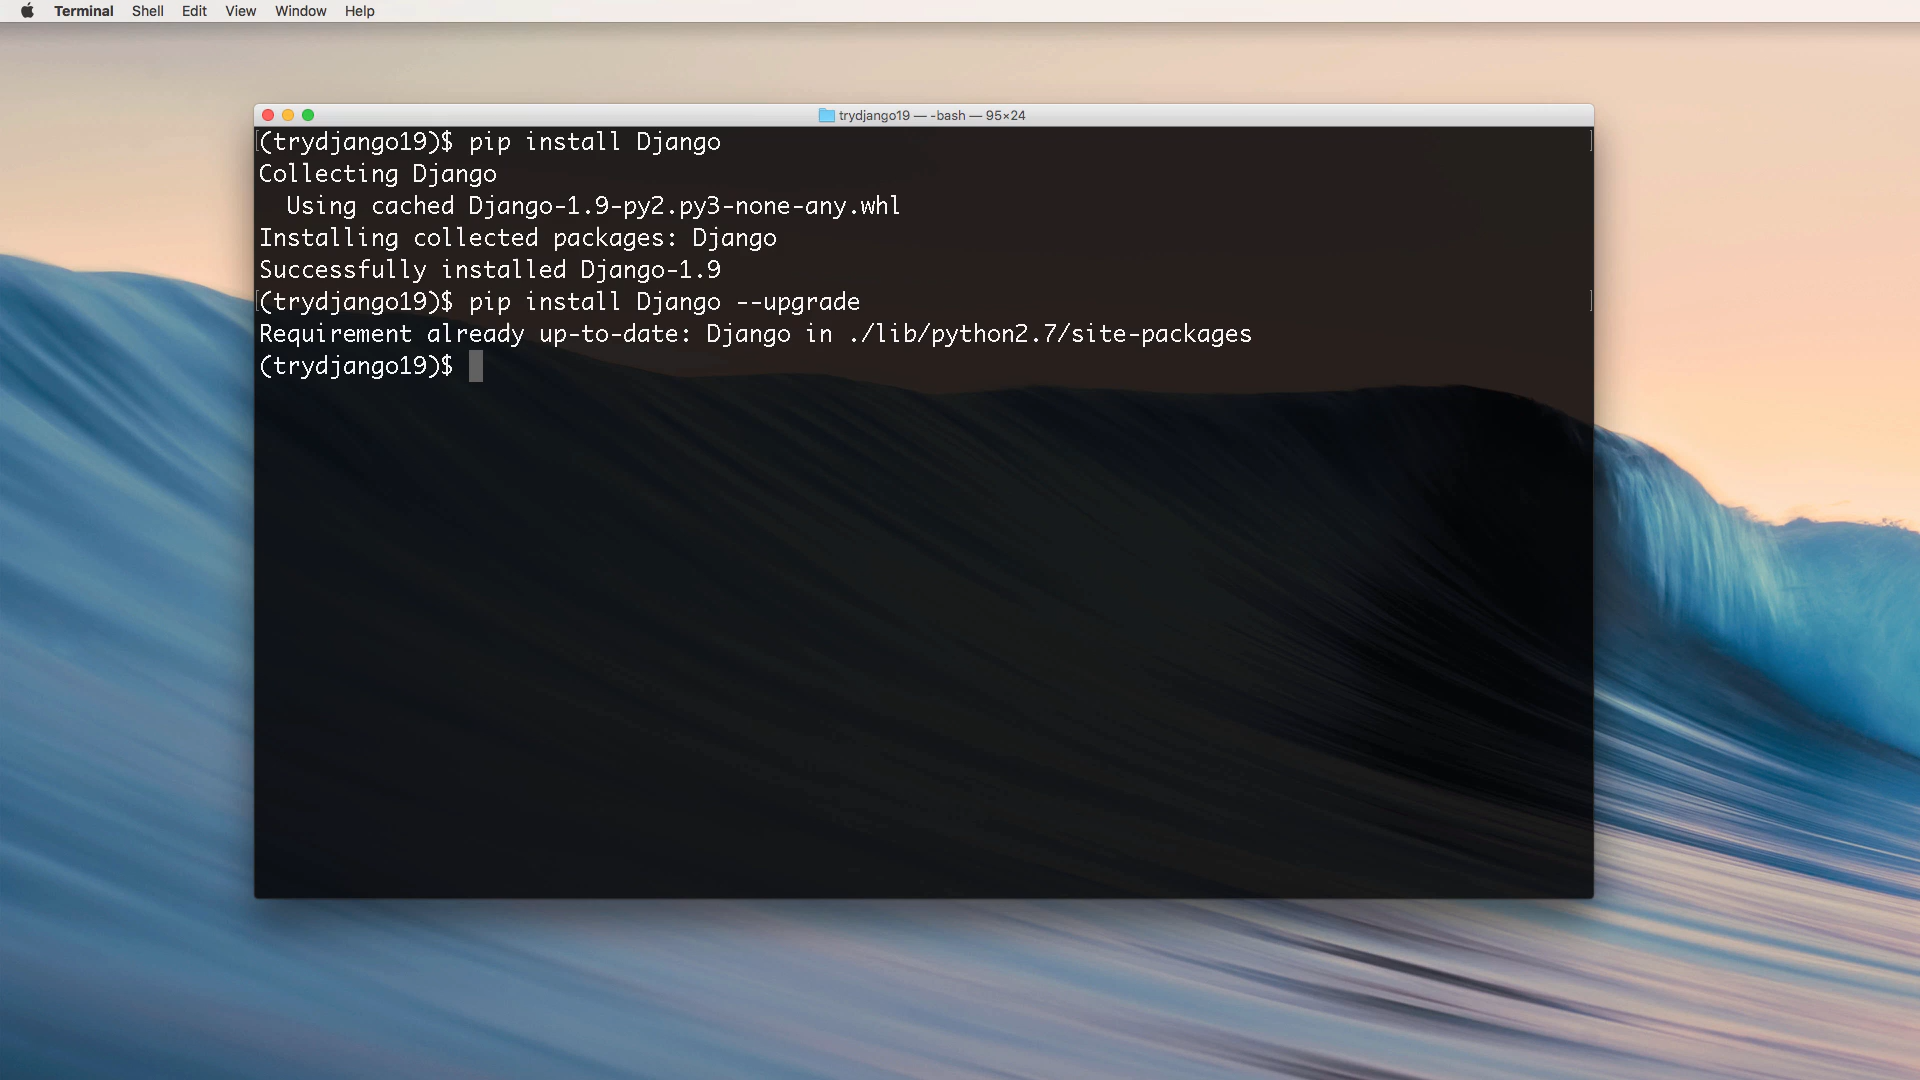 Terminal Shell Edit View Window Help
trydjango19 — -bash — 95×24
(trydjango19)$ pip install Django
Collecting Django
  Using cached Django-1.9-py2.py3-none-any.whl
Installing collected packages: Django
Successfully installed Django-1.9
(trydjango19)$ pip install Django --upgrade
Requirement already up-to-date: Django in ./lib/python2.7/site-packages
(trydjango19)$